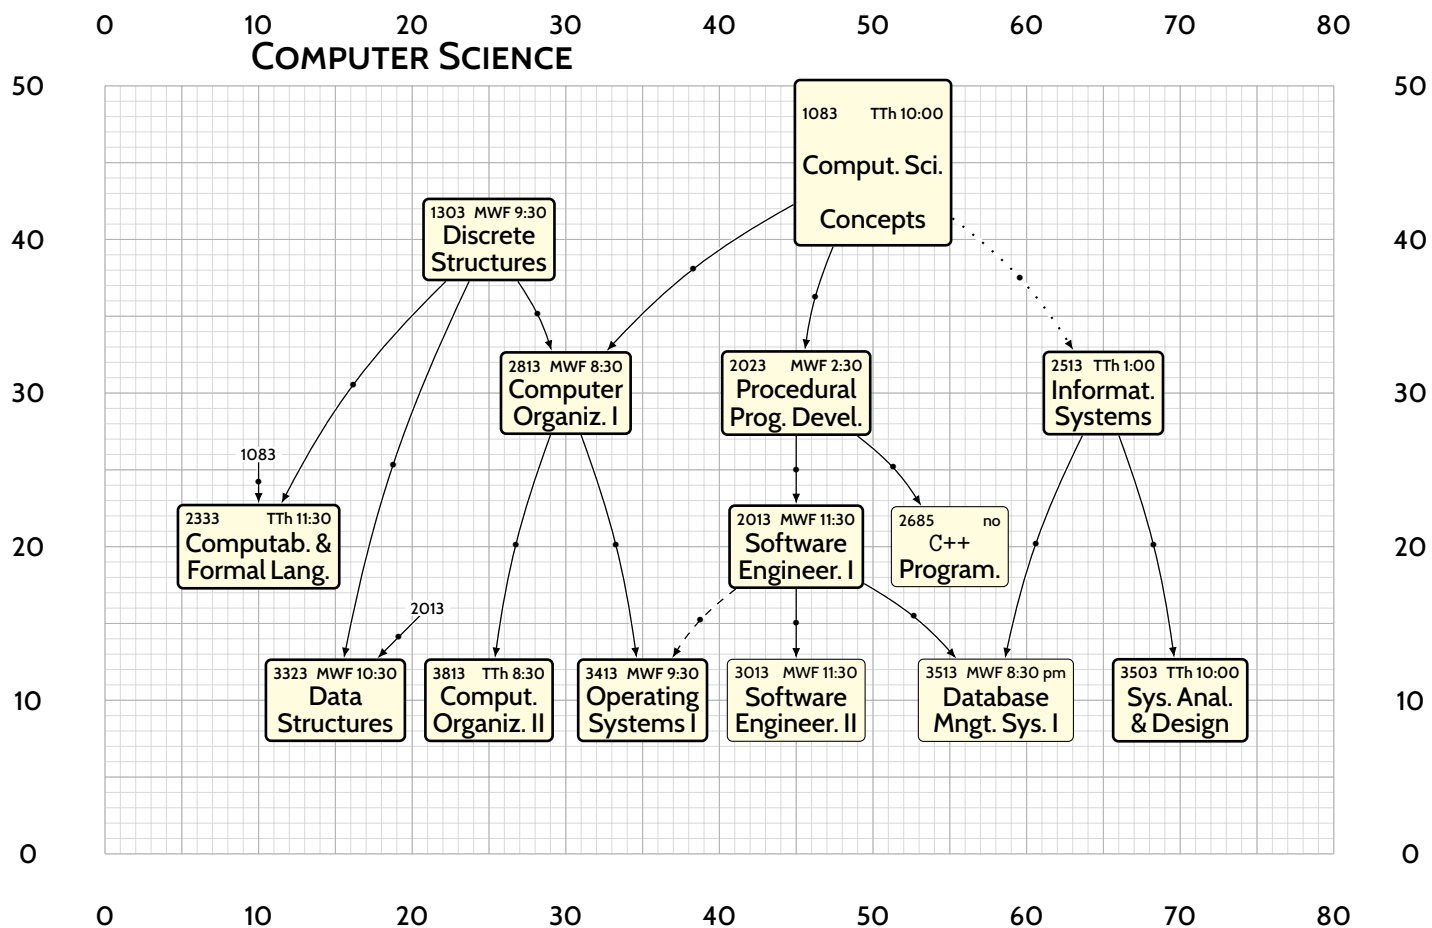 0 10 20 30 40 50 60 70 80
COMPUTER SCIENCE
50 50
1083 TTh 10:00
Comput. Sci.
Concepts
1303 MWF 9:30
Discrete
Structures
40 40
2813 MWF 8:30
Computer
Organiz. I
2023 MWF 2:30
Procedural
Prog. Devel.
2513 TTh 1:00
Informat.
Systems
30 30
1083
2333 TTh 11:30
Computab. &
Formal Lang.
2013 MWF 11:30
Software
Engineer. I
2685 no
C++
Program.
20 20
2013
3323 MWF 10:30
Data
Structures
3813 TTh 8:30
Comput.
Organiz. II
3413 MWF 9:30
Operating
Systems I
3013 MWF 11:30
Software
Engineer. II
3513 MWF 8:30 pm
Database
Mngt. Sys. I
3503 TTh 10:00
Sys. Anal.
& Design
10 10
0 0
0 10 20 30 40 50 60 70 80